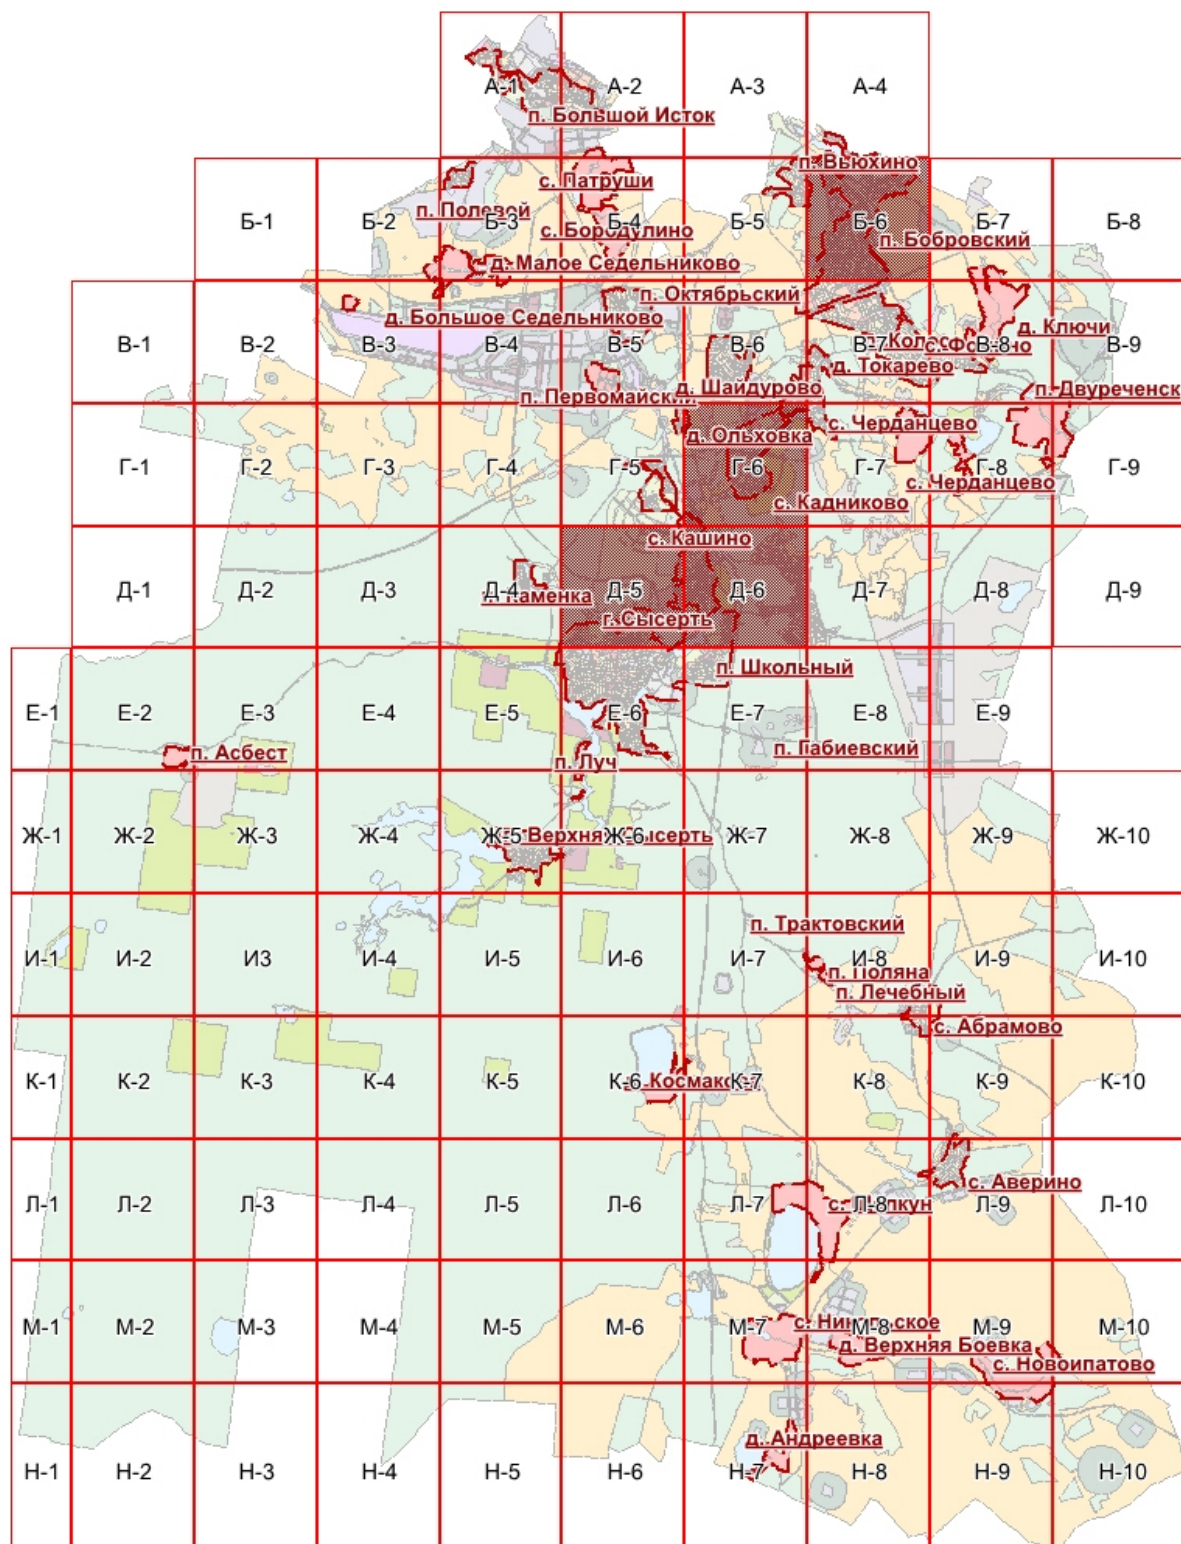 А-1 А-2 А-3 А-4
п. Большой Исток
п. Вьюхино
с. Патруши
п. Полевой
Б-1 Б-2 Б-3 Б-4 Б-5 Б-6 Б-7 Б-8
с. Бородулино
п. Бобровский
д. Малое Седельниково
п. Октябрьский
д. Большое Седельниково
д. Ключи
В-1 В-2 В-3 В-4 В-5 В-6 В-7 В-8 В-9
д. Токарево
д. Шайдурово
п. Двуреченск
п. Первомайский
с. Черданцево
д. Ольховка
Г-1 Г-2 Г-3 Г-4 Г-5 Г-6 Г-7 Г-8 Г-9
с. Черданцево
с. Кадниково
с. Кашино
Д-1 Д-2 Д-3 Д-4 Д-5 Д-6 Д-7 Д-8 Д-9
Каменка
г. Сысерть
п. Школьный
Е-1 Е-2 Е-3 Е-4 Е-5 Е-6 Е-7 Е-8 Е-9
п. Асбест
п. Габиевский
п. Луч
Ж-1 Ж-2 Ж-3 Ж-4 Ж-5 Верхняя Сысерть Ж-6 Ж-7 Ж-8 Ж-9 Ж-10
п. Трактовский
И-1 И-2 И3 И-4 И-5 И-6 И-7 И-8 И-9 И-10
п. Поляна
п. Лечебный
с. Абрамово
К-1 К-2 К-3 К-4 К-5 К-6 К-7 К-8 К-9 К-10
с. Аверино
Л-1 Л-2 Л-3 Л-4 Л-5 Л-6 Л-7 Л-8 Л-9 Л-10
с. Никольское
М-1 М-2 М-3 М-4 М-5 М-6 М-7 М-8 М-9 М-10
д. Верхняя Боевка
с. Новоипатово
д. Андреевка
Н-1 Н-2 Н-3 Н-4 Н-5 Н-6 Н-7 Н-8 Н-9 Н-10